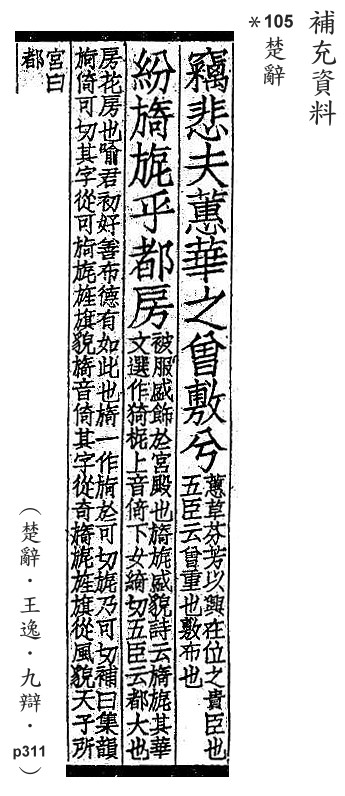 補充資料
*105 楚辭
竊悲夫蕙華之曾敷兮
蕙草芬芳以興在位之貴臣也
五臣云曾重也敷布也
紛旖旎乎都房
被服盛飾於宮殿也旖旎盛貌詩云旖旎其華
文選作猗柅上音倚下女綺切五臣云都大也
房花房也喻君初好善布德有如此也旖一作旑於可切旎乃可切補曰集韻
旑倚可切其字從可旑旎旌旗貌旖音倚其字從奇旖旎旌旗從風貌天子所
宮曰
都
（楚辭．王逸．九辯．p311）